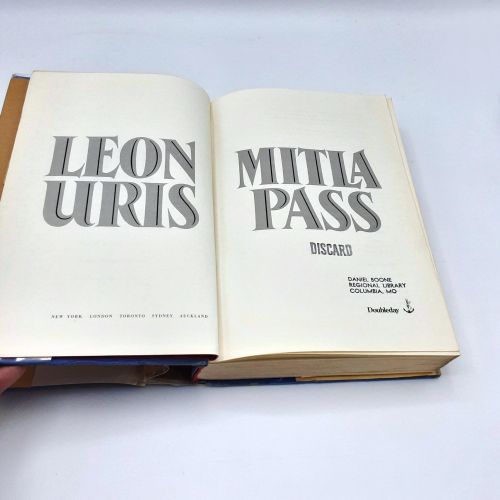 LEON
URIS
NEW YORK LONDON TORONTO SYDNEY AUCKLAND
MITLA
PASS
DISCARD
DANIEL BOONE
REGIONAL LIBRARY
COLUMBIA, MO
Doubleday